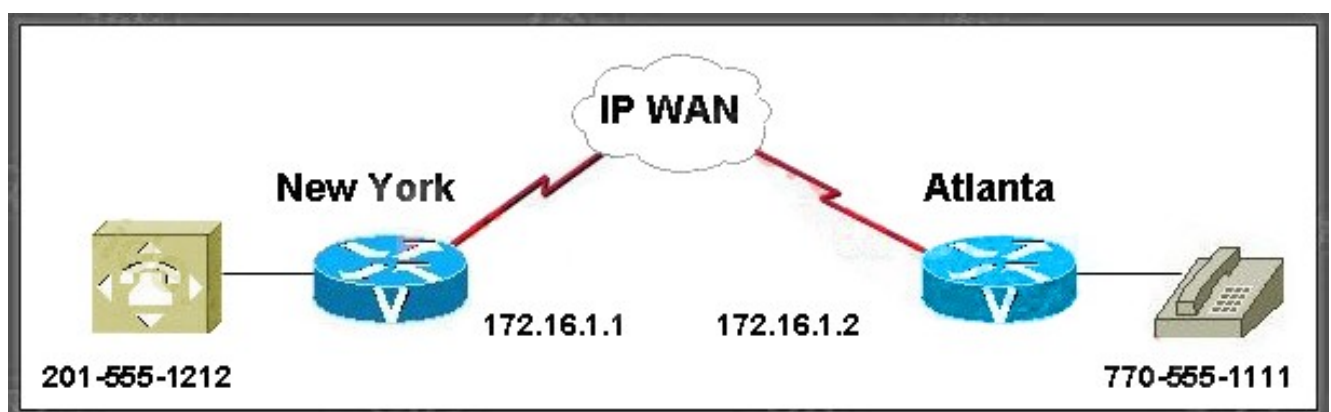 IP WAN
New York
Atlanta
172.16.1.1
172.16.1.2
201-555-1212
770-555-1111
V
V